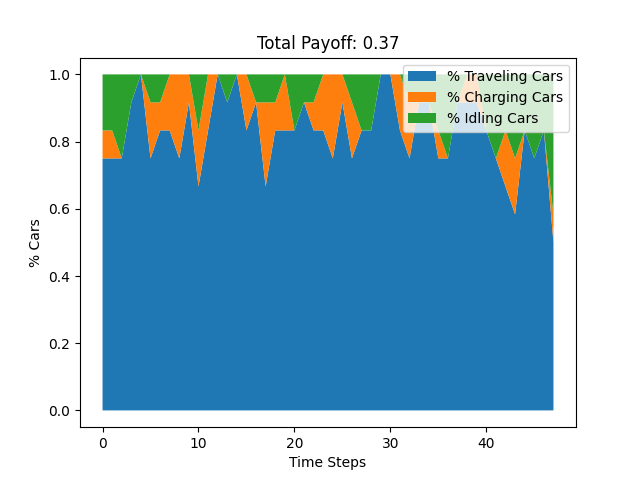 Total Payoff: 0.37
1.0
0.8
0.6
0.4
0.2
0.0
% Cars
% Traveling Cars
% Charging Cars
% Idling Cars
0 10 20 30 40
Time Steps